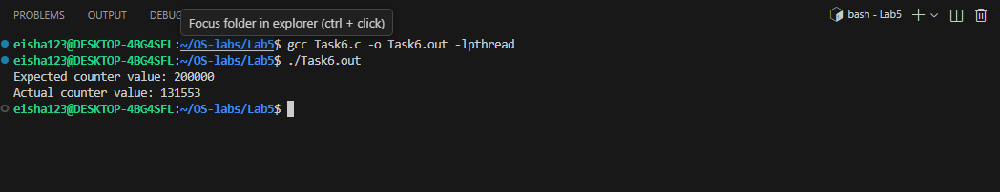 PROBLEMS OUTPUT DEBU
bash - Lab5
Focus folder in explorer (ctrl + click)
eisha123@DESKTOP-4BG4SFL:~/OS-labs/Lab5$ gcc Task6.c -o Task6.out -lpthread
eisha123@DESKTOP-4BG4SFL:~/OS-labs/Lab5$ ./Task6.out
Expected counter value: 200000
Actual counter value: 131553
eisha123@DESKTOP-4BG4SFL:~/OS-labs/Lab5$